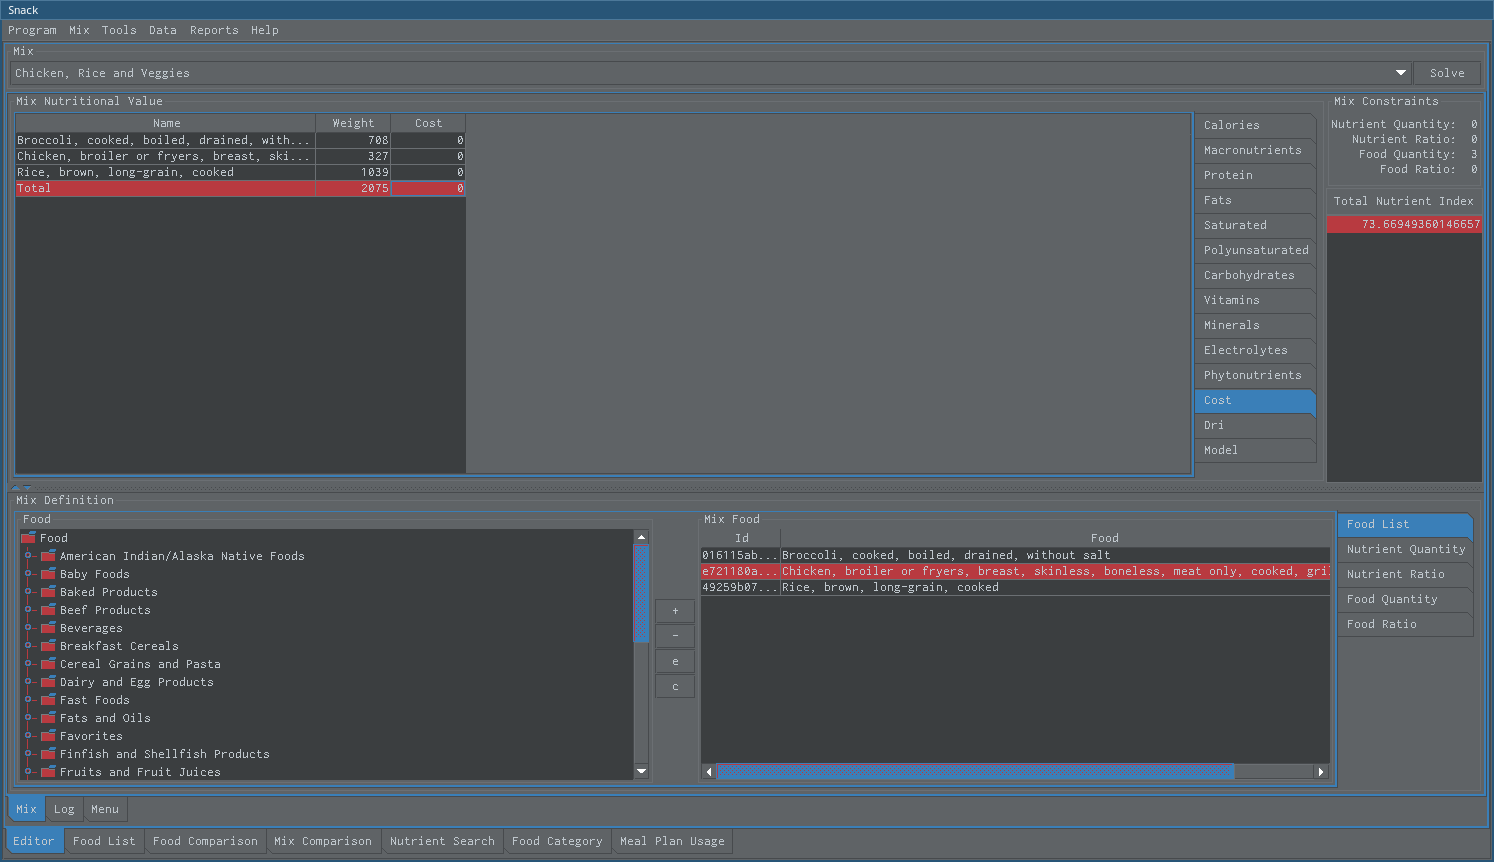 Snack
Program Mix Tools Data Reports Help
Mix
Chicken, Rice and Veggies
Solve
Mix Nutritional Value
Name Weight Cost
Broccoli, cooked, boiled, drained, with... 708 0
Chicken, broiler or fryers, breast, ski... 327 0
Rice, brown, long-grain, cooked 1039 0
Total 2075 0
Calories
Macronutrients
Protein
Fats
Saturated
Polyunsaturated
Carbohydrates
Vitamins
Minerals
Electrolytes
Phytonutrients
Cost
Dri
Model
Mix Constraints
Nutrient Quantity: 0
Nutrient Ratio: 0
Food Quantity: 3
Food Ratio: 0
Total Nutrient Index
73.66949360146657
Mix Definition
Food
Food
American Indian/Alaska Native Foods
Baby Foods
Baked Products
Beef Products
Beverages
Breakfast Cereals
Cereal Grains and Pasta
Dairy and Egg Products
Fast Foods
Fats and Oils
Favorites
Finfish and Shellfish Products
Fruits and Fruit Juices
+
-
e
c
Mix Food
Id Food
016115ab... Broccoli, cooked, boiled, drained, without salt
e721180a... Chicken, broiler or fryers, breast, skinless, boneless, meat only, cooked, gril
49259b07... Rice, brown, long-grain, cooked
Food List
Nutrient Quantity
Nutrient Ratio
Food Quantity
Food Ratio
Mix Log Menu
Editor Food List Food Comparison Mix Comparison Nutrient Search Food Category Meal Plan Usage